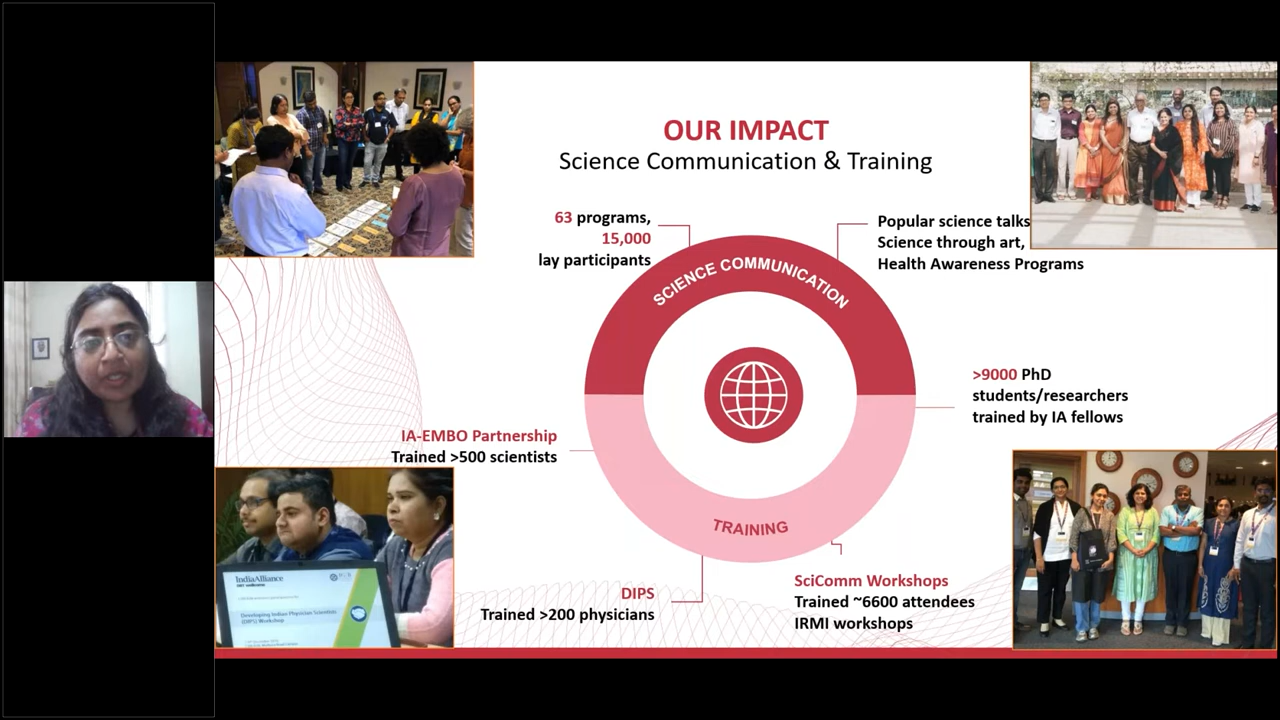 OUR IMPACT
Science Communication & Training
63 programs,
15,000
lay participants
Popular science talks
Science through art,
Health Awareness Programs
SCIENCE COMMUNICATION
>9000 PhD
students/researchers
trained by IA fellows
IA-EMBO Partnership
Trained >500 scientists
TRAINING
DIPS
Trained >200 physicians
SciComm Workshops
Trained ~6600 attendees
IRMI workshops
IndiaAlliance
Developing Indian Physician Scientists
(DIPS) Workshop